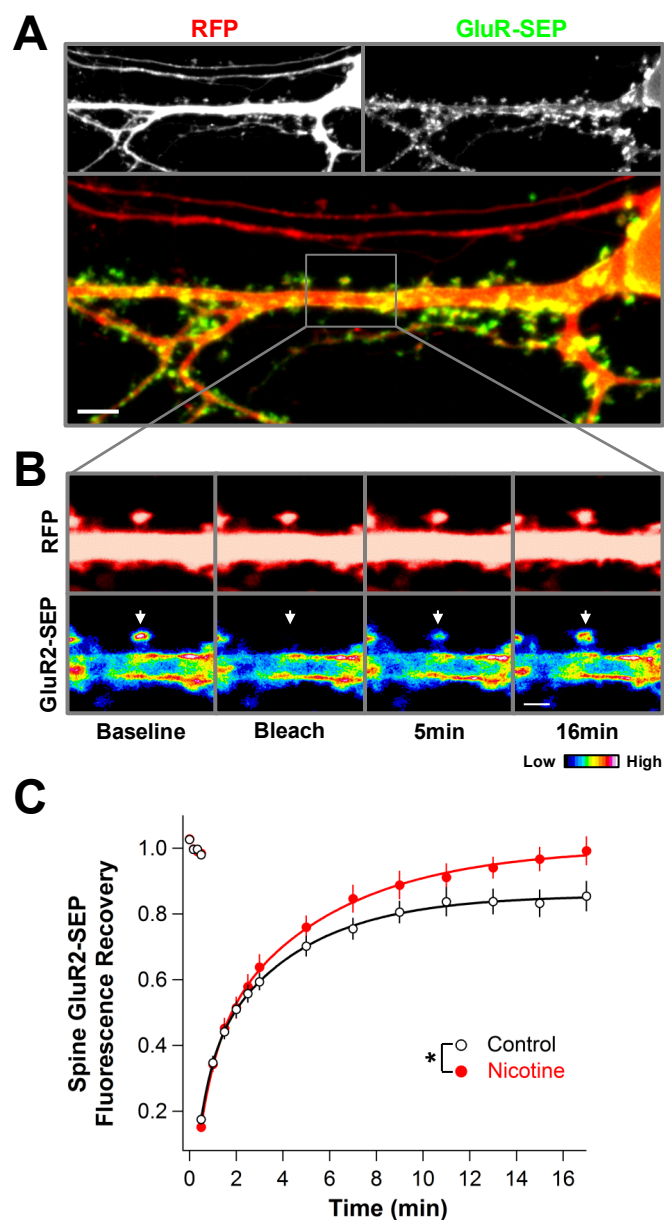 A
RFP GluR-SEP
B
RFP
GluR2-SEP
Baseline Bleach 5min 16min
Low High
C
Spine GluR2-SEP
Fluorescence Recovery
1.0
0.8
0.6
0.4
0.2
* Control
Nicotine
0 2 4 6 8 10 12 14 16
Time (min)